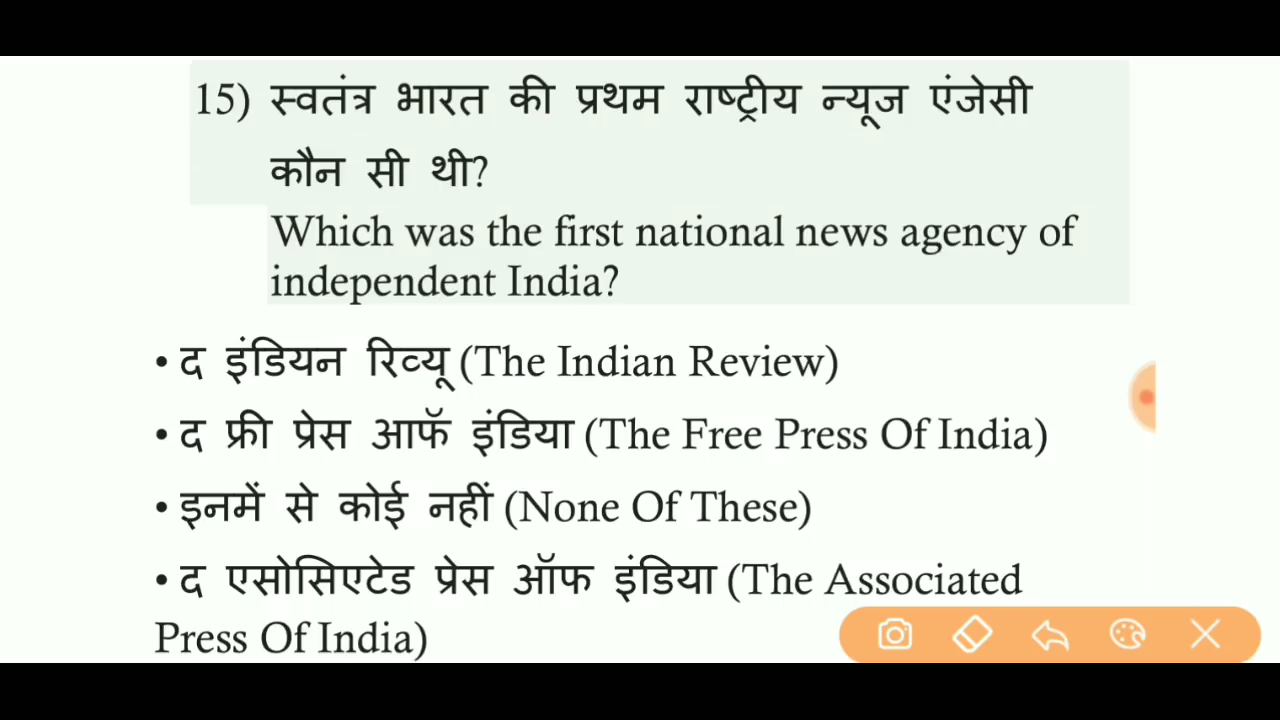 15) स्वतंत्र भारत की प्रथम राष्ट्रीय न्यूज एंजेसी
कौन सी थी?
Which was the first national news agency of
independent India?
• द इंडियन रिव्यू (The Indian Review)
• द फ्री प्रेस आफॅ इंडिया (The Free Press Of India)
• इनमें से कोई नहीं (None Of These)
• द एसोसिएटेड प्रेस ऑफ इंडिया (The Associated
Press Of India)